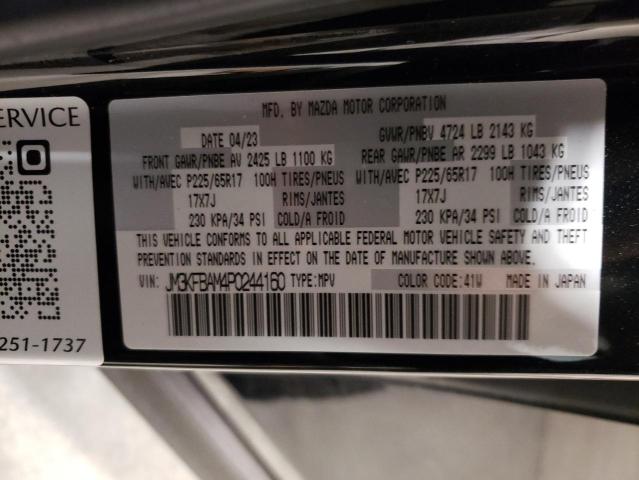 ERVICE
251-1737
MFD. BY MAZDA MOTOR CORPORATION
DATE 04/23 GVWR/PNBV 4724 LB 2143 KG
FRONT GAWR/PNBE AV 2425 LB 1100 KG REAR GAWR/PNBE AR 2299 LB 1043 KG
WITH/AVEC P225/65R17 100H TIRES/PNEUS WITH/AVEC P225/65R17 100H TIRES/PNEUS
17X7J RIMS/JANTES 17X7J RIMS/JANTES
230 KPA/34 PSI COLD/A FROID 230 KPA/34 PSI COLD/A FROID
THIS VEHICLE CONFORMS TO ALL APPLICABLE FEDERAL MOTOR VEHICLE SAFETY AND THEFT
PREVENTION STANDARDS IN EFFECT ON THE DATE OF MANUFACTURE SHOWN ABOVE.
VIN: JM3KFBAM4P0244160 TYPE:MPV COLOR CODE:41W MADE IN JAPAN